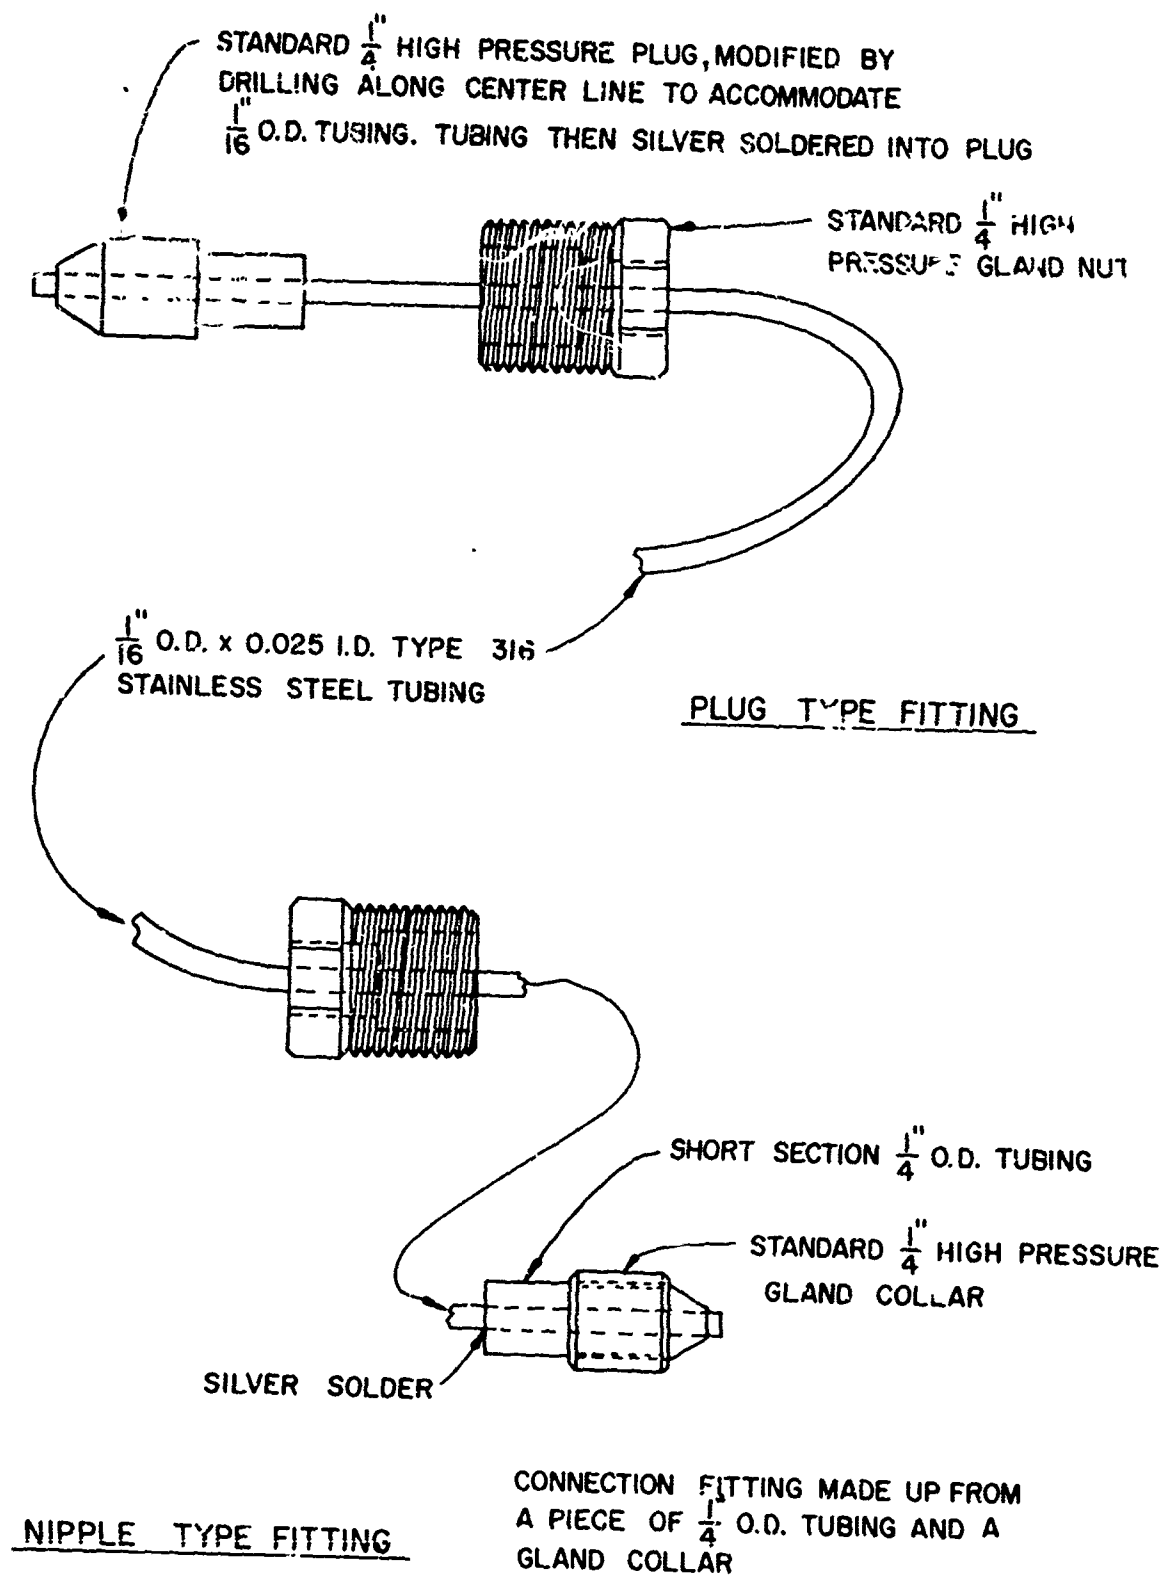 STANDARD 1/4" HIGH PRESSURE PLUG, MODIFIED BY
DRILLING ALONG CENTER LINE TO ACCOMMODATE
1/16" O.D. TUBING. TUBING THEN SILVER SOLDERED INTO PLUG
STANDARD 1/4" HIGH
PRESSURE GLAND NUT
1/16" O.D. x 0.025 I.D. TYPE 316
STAINLESS STEEL TUBING
PLUG TYPE FITTING
SHORT SECTION 1/4" O.D. TUBING
STANDARD 1/4" HIGH PRESSURE
GLAND COLLAR
SILVER SOLDER
CONNECTION FITTING MADE UP FROM
A PIECE OF 1/4" O.D. TUBING AND A
GLAND COLLAR
NIPPLE TYPE FITTING